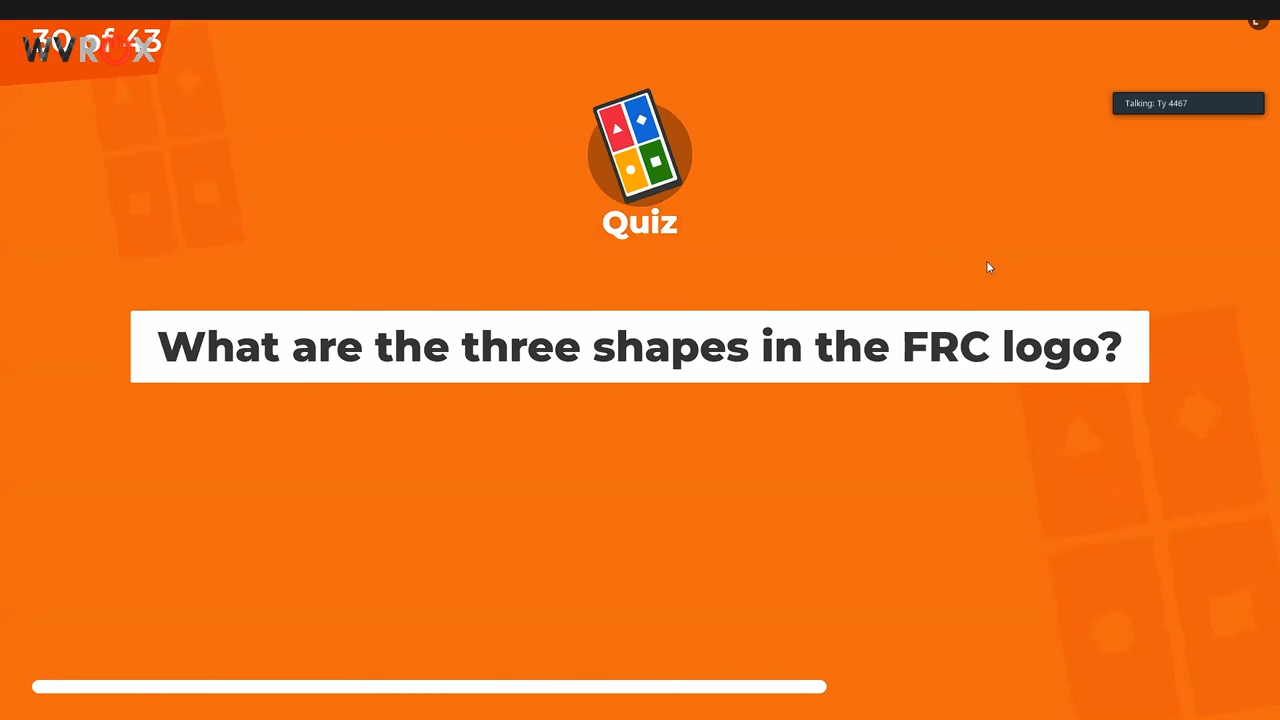 30 of 43
WVROX
L
Talking: Ty 4467
Quiz
What are the three shapes in the FRC logo?